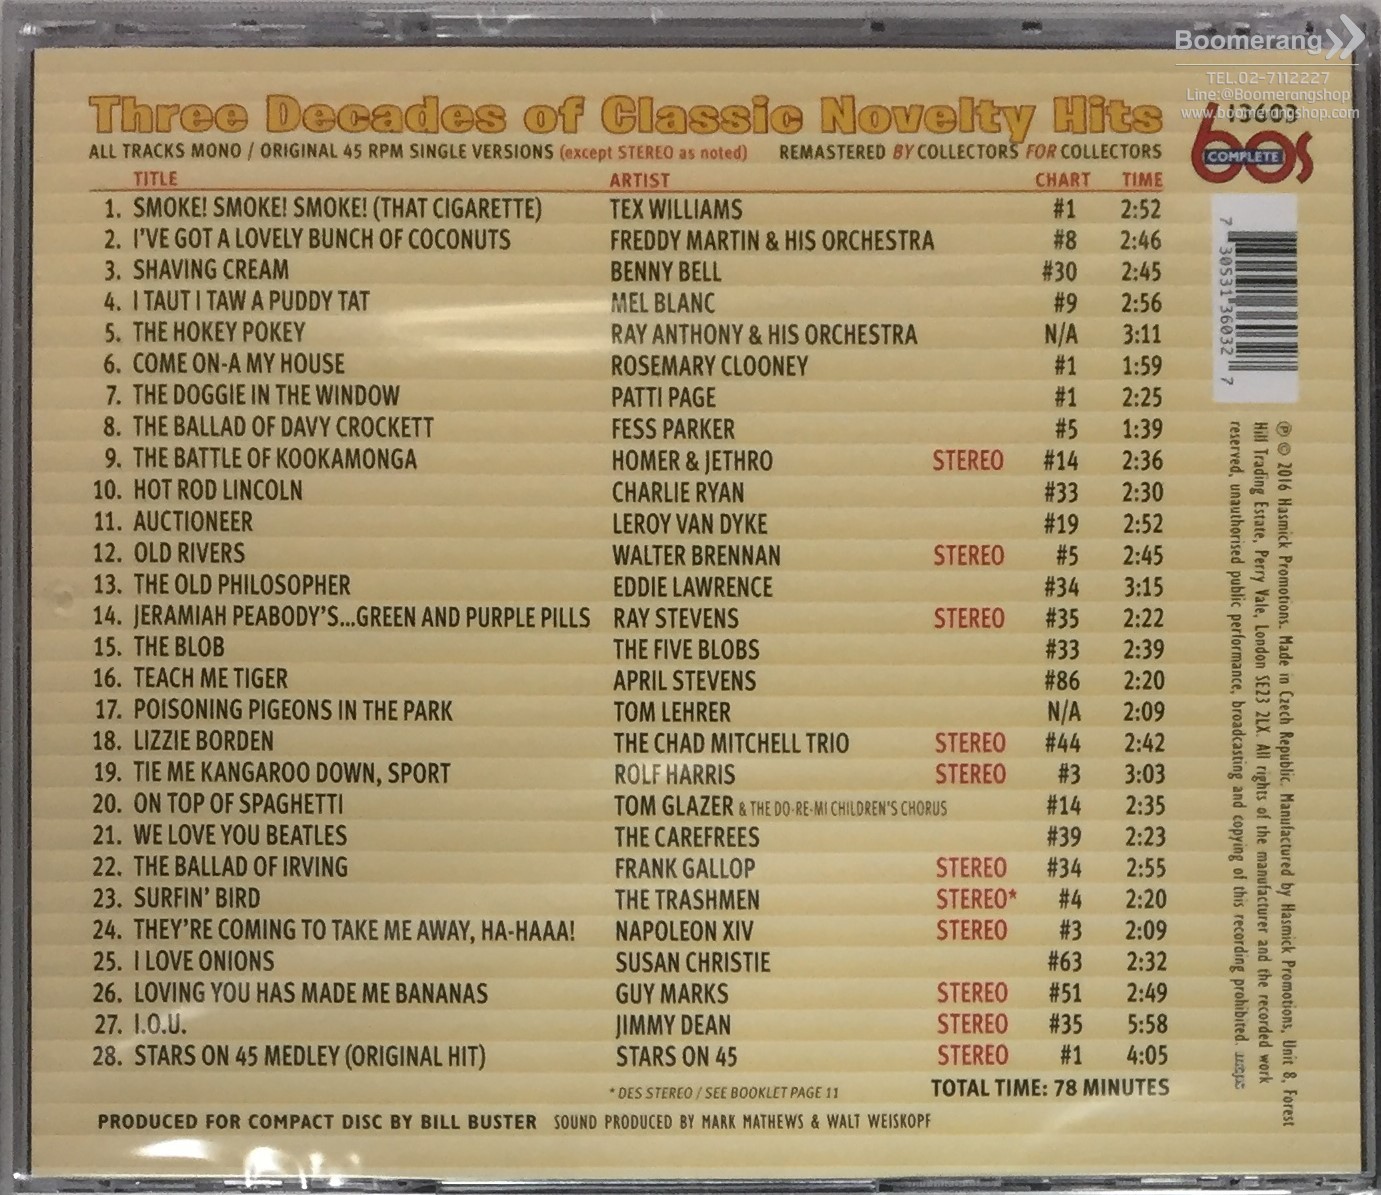 Boomerang
TEL.02-7112227
Line:@Boomerangshop
www.boomerangshop.com
Three Decades of Classic Novelty Hits
ALL TRACKS MONO / ORIGINAL 45 RPM SINGLE VERSIONS (except STEREO as noted) REMASTERED BY COLLECTORS FOR COLLECTORS
60s
COMPLETE
TITLE ARTIST CHART TIME
1. SMOKE! SMOKE! SMOKE! (THAT CIGARETTE) TEX WILLIAMS #1 2:52
2. I'VE GOT A LOVELY BUNCH OF COCONUTS FREDDY MARTIN & HIS ORCHESTRA #8 2:46
3. SHAVING CREAM BENNY BELL #30 2:45
4. I TAUT I TAW A PUDDY TAT MEL BLANC #9 2:56
5. THE HOKEY POKEY RAY ANTHONY & HIS ORCHESTRA N/A 3:11
6. COME ON-A MY HOUSE ROSEMARY CLOONEY #1 1:59
7. THE DOGGIE IN THE WINDOW PATTI PAGE #1 2:25
8. THE BALLAD OF DAVY CROCKETT FESS PARKER #5 1:39
9. THE BATTLE OF KOOKAMONGA HOMER & JETHRO STEREO #14 2:36
10. HOT ROD LINCOLN CHARLIE RYAN #33 2:30
11. AUCTIONEER LEROY VAN DYKE #19 2:52
12. OLD RIVERS WALTER BRENNAN STEREO #5 2:45
13. THE OLD PHILOSOPHER EDDIE LAWRENCE #34 3:15
14. JERAMIAH PEABODY'S...GREEN AND PURPLE PILLS RAY STEVENS STEREO #35 2:22
15. THE BLOB THE FIVE BLOBS #33 2:39
16. TEACH ME TIGER APRIL STEVENS #86 2:20
17. POISONING PIGEONS IN THE PARK TOM LEHRER N/A 2:09
18. LIZZIE BORDEN THE CHAD MITCHELL TRIO STEREO #44 2:42
19. TIE ME KANGAROO DOWN, SPORT ROLF HARRIS STEREO #3 3:03
20. ON TOP OF SPAGHETTI TOM GLAZER & THE DO-RE-MI CHILDREN'S CHORUS #14 2:35
21. WE LOVE YOU BEATLES THE CAREFREES #39 2:23
22. THE BALLAD OF IRVING FRANK GALLOP STEREO #34 2:55
23. SURFIN' BIRD THE TRASHMEN STEREO* #4 2:20
24. THEY'RE COMING TO TAKE ME AWAY, HA-HAAA! NAPOLEON XIV STEREO #3 2:09
25. I LOVE ONIONS SUSAN CHRISTIE #63 2:32
26. LOVING YOU HAS MADE ME BANANAS GUY MARKS STEREO #51 2:49
27. I.O.U. JIMMY DEAN STEREO #35 5:58
28. STARS ON 45 MEDLEY (ORIGINAL HIT) STARS ON 45 STEREO #1 4:05
* DES STEREO / SEE BOOKLET PAGE 11 TOTAL TIME: 78 MINUTES
PRODUCED FOR COMPACT DISC BY BILL BUSTER SOUND PRODUCED BY MARK MATHEWS & WALT WEISKOPF
7 30531 36032 7
℗ © 2016 Hasmick Promotions. Made in Czech Republic. Manufactured by Hasmick Promotions, Unit 8, Forest
Hill Trading Estate, Perry Vale, London SE23 2LX. All rights of the manufacturer and the recorded work
reserved, unauthorised public performance, broadcasting and copying of this recording prohibited.